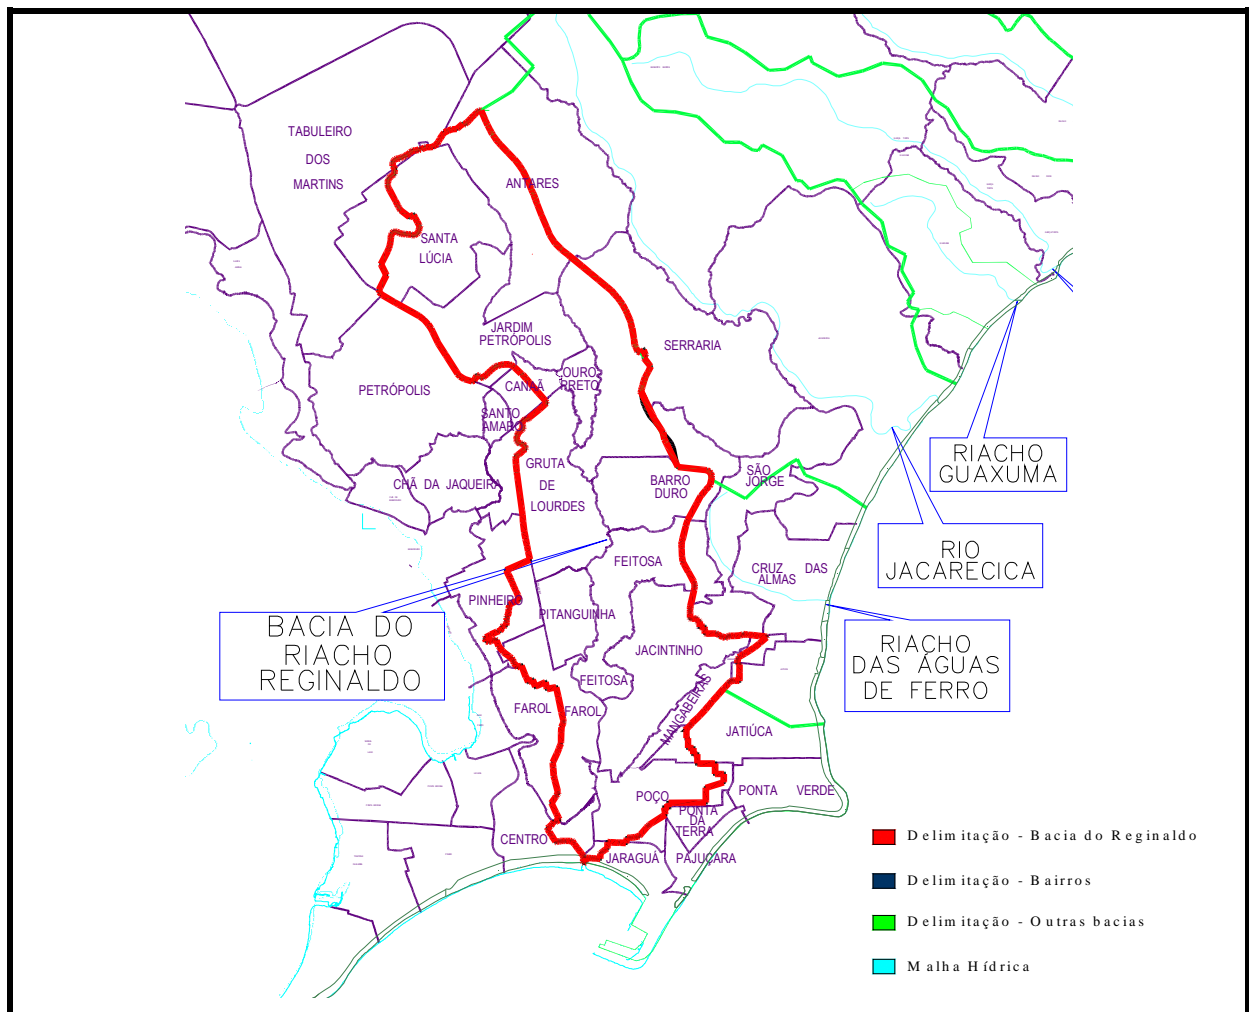 TABULEIRO
DOS
MARTINS
ANTARES
SANTA
LÚCIA
JARDIM
PETRÓPOLIS
SERRARIA
PETRÓPOLIS
CANAÃ
OURO
PRETO
SANTO
AMARO
GRUTA
DE
LOURDES
CHÃ DA JAQUEIRA
BARRO
DURO
SÃO
JORGE
RIACHO
GUAXUMA
RIO
JACARECICA
FEITOSA
CRUZ DAS
ALMAS
PINHEIRO
PITANGUINHA
BACIA DO
RIACHO
REGINALDO
JACINTINHO
RIACHO
DAS ÁGUAS
DE FERRO
FEITOSA
MANGABEIRAS
FAROL
FAROL
JATIÚCA
POÇO
PONTA VERDE
PONTA
DA
TERRA
CENTRO
JARAGUÁ
PAJUÇARA
Delimitação - Bacia do Reginaldo
Delimitação - Bairros
Delimitação - Outras bacias
Malha Hídrica